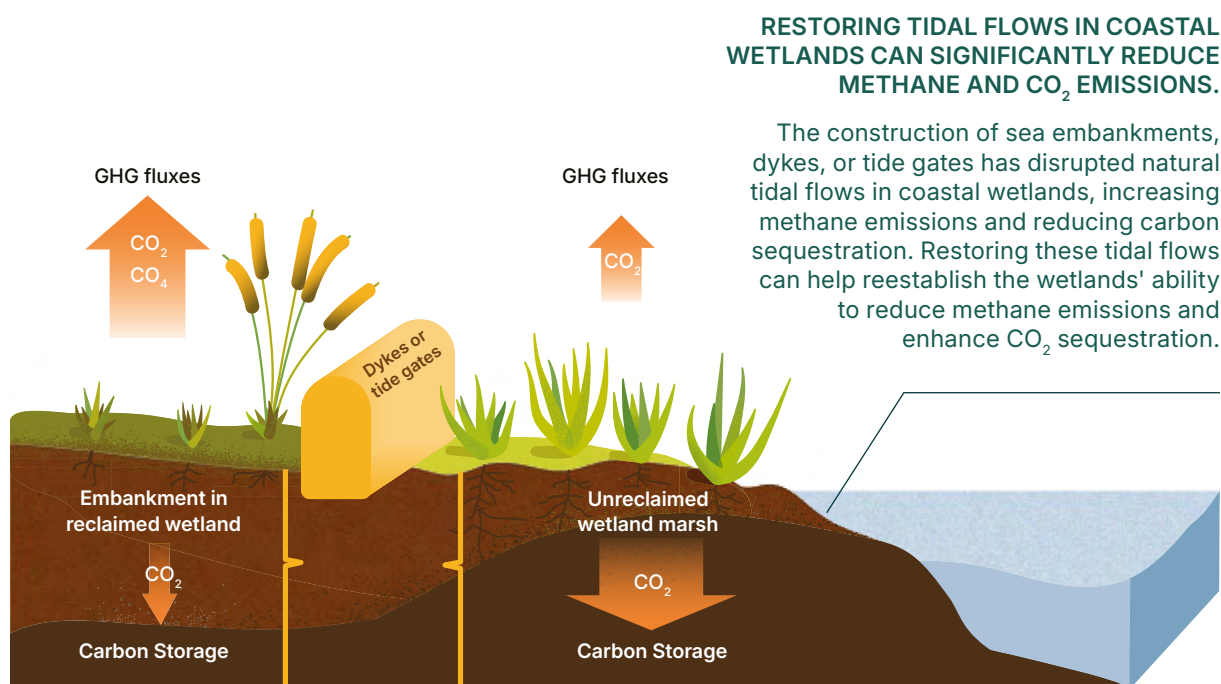 RESTORING TIDAL FLOWS IN COASTAL
WETLANDS CAN SIGNIFICANTLY REDUCE
METHANE AND CO₂ EMISSIONS.
The construction of sea embankments,
dykes, or tide gates has disrupted natural
tidal flows in coastal wetlands, increasing
methane emissions and reducing carbon
sequestration. Restoring these tidal flows
can help reestablish the wetlands' ability
to reduce methane emissions and
enhance CO₂ sequestration.
GHG fluxes
CO₂
CO₄
GHG fluxes
CO₂
Dykes or
tide gates
Embankment in
reclaimed wetland
CO₂
Carbon Storage
Unreclaimed
wetland marsh
CO₂
Carbon Storage